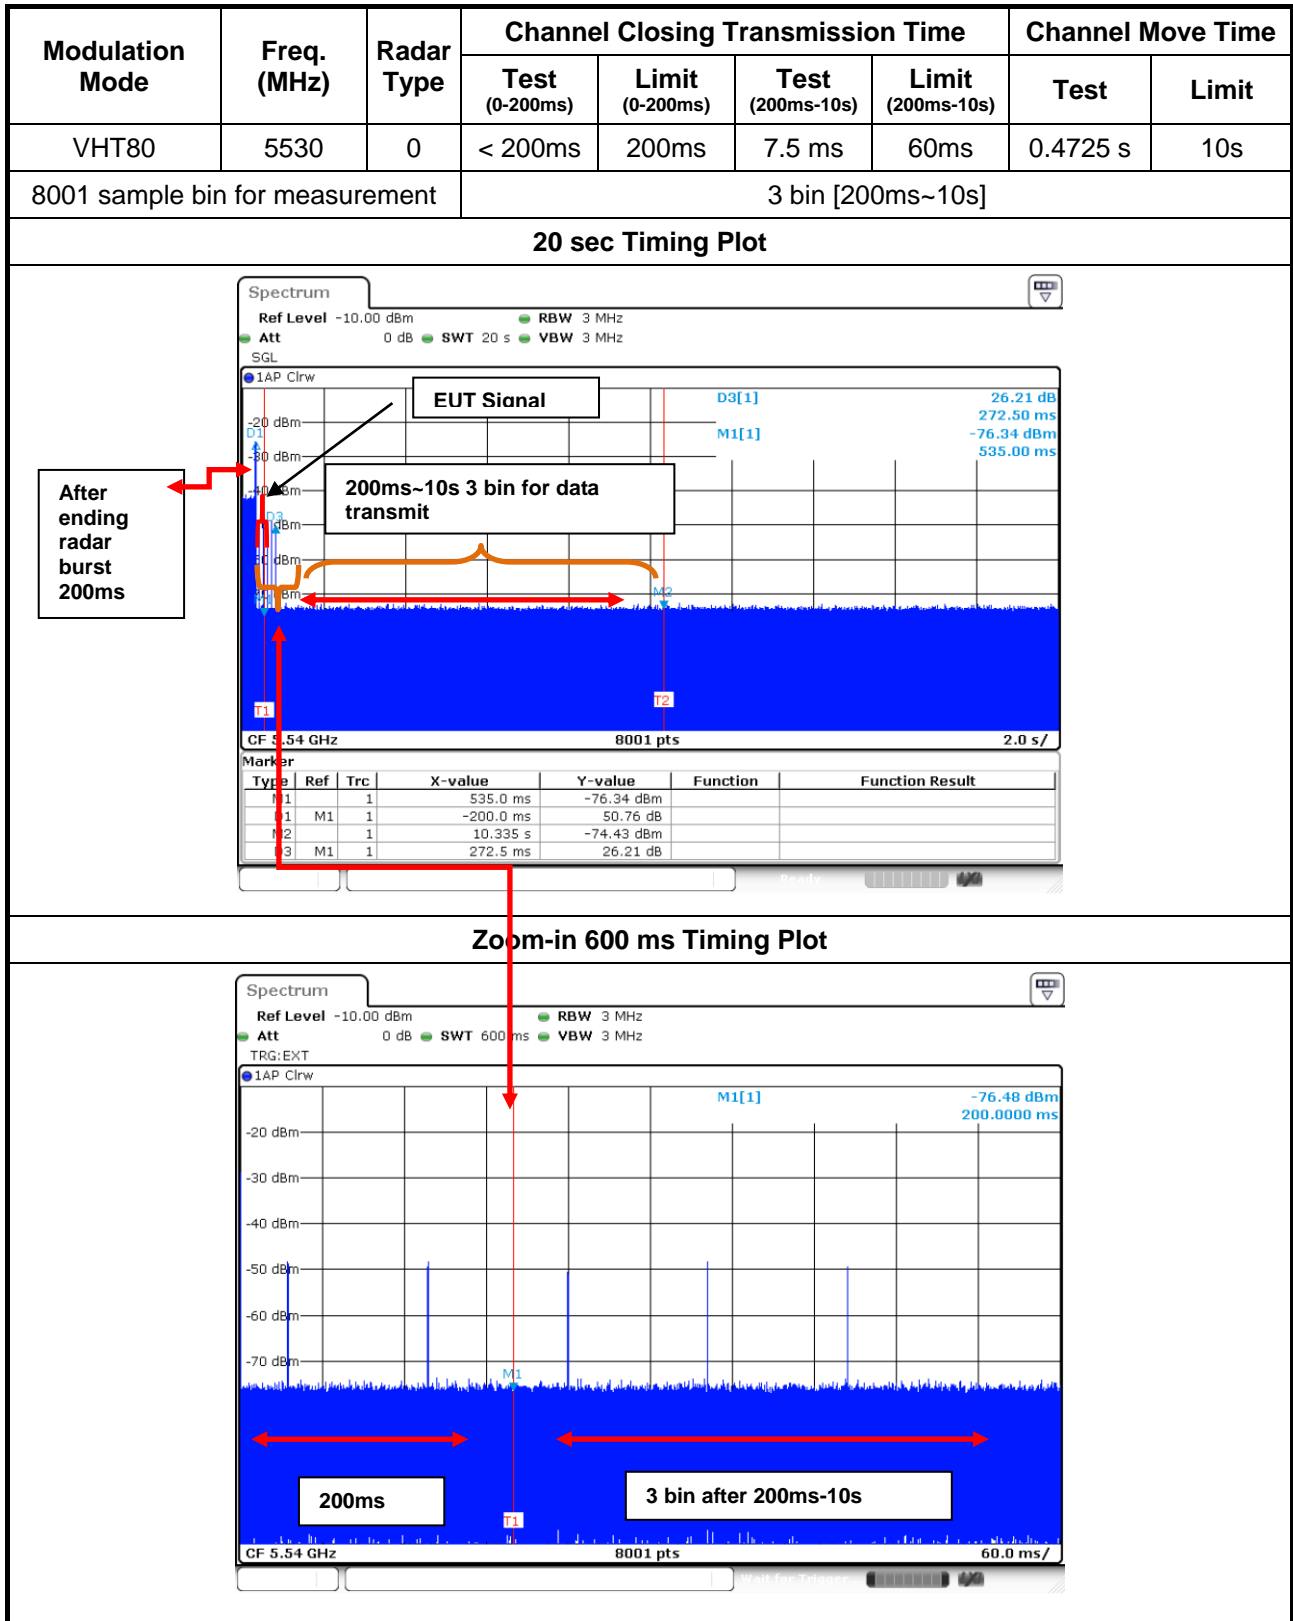 Modulation Mode
Freq. (MHz)
Radar Type
Channel Closing Transmission Time
Channel Move Time
Test (0-200ms)
Limit (0-200ms)
Test (200ms-10s)
Limit (200ms-10s)
Test
Limit
VHT80 5530 0 < 200ms 200ms 7.5 ms 60ms 0.4725 s 10s
8001 sample bin for measurement 3 bin [200ms~10s]
20 sec Timing Plot
Spectrum
Ref Level -10.00 dBm RBW 3 MHz
Att 0 dB SWT 20 s VBW 3 MHz
SGL
1AP Clrw
EUT Signal
D3[1] 26.21 dB
272.50 ms
M1[1] -76.34 dBm
535.00 ms
-20 dBm
D1
-30 dBm
200ms~10s 3 bin for data transmit
After ending radar burst 200ms
D3
M2
T1
T2
CF 5.54 GHz 8001 pts 2.0 s/
Marker
Type Ref Trc X-value Y-value Function Function Result
M1 1 535.0 ms -76.34 dBm
D1 M1 1 -200.0 ms 50.76 dB
M2 1 10.335 s -74.43 dBm
D3 M1 1 272.5 ms 26.21 dB
Ready
Zoom-in 600 ms Timing Plot
Spectrum
Ref Level -10.00 dBm RBW 3 MHz
Att 0 dB SWT 600 ms VBW 3 MHz
TRG:EXT
1AP Clrw
M1[1] -76.48 dBm
200.0000 ms
-20 dBm
-30 dBm
-40 dBm
-50 dBm
-60 dBm
-70 dBm
M1
200ms
3 bin after 200ms-10s
T1
CF 5.54 GHz 8001 pts 60.0 ms/
Wait for Trigger